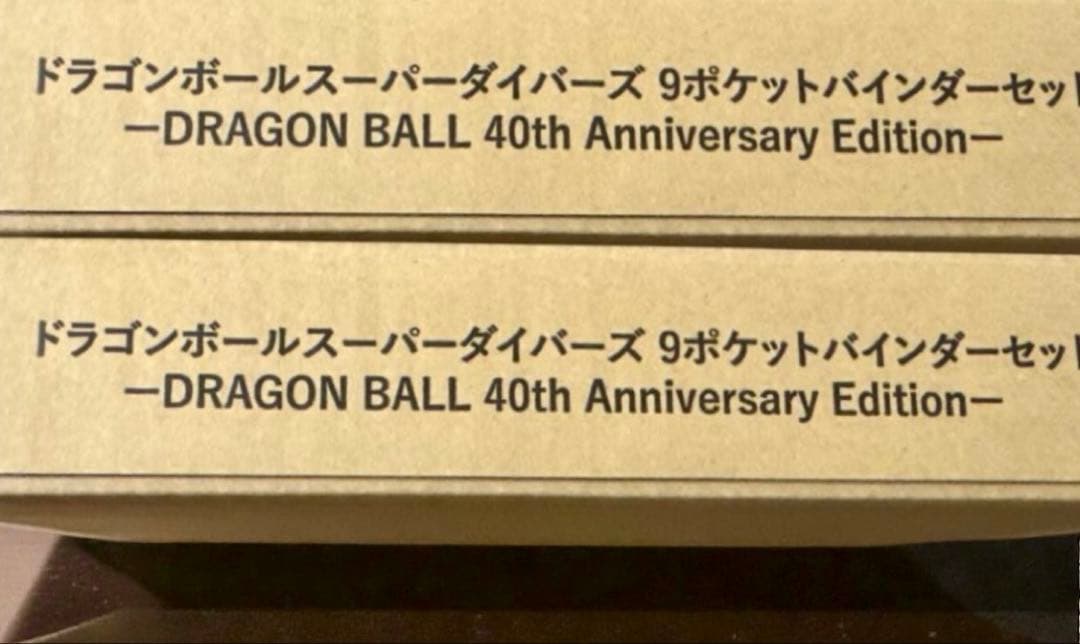 ドラゴンボールスーパーダイバーズ 9ポケットバインダーセット
ーDRAGON BALL 40th Anniversary Editionー
ドラゴンボールスーパーダイバーズ 9ポケットバインダーセット
ーDRAGON BALL 40th Anniversary Editionー